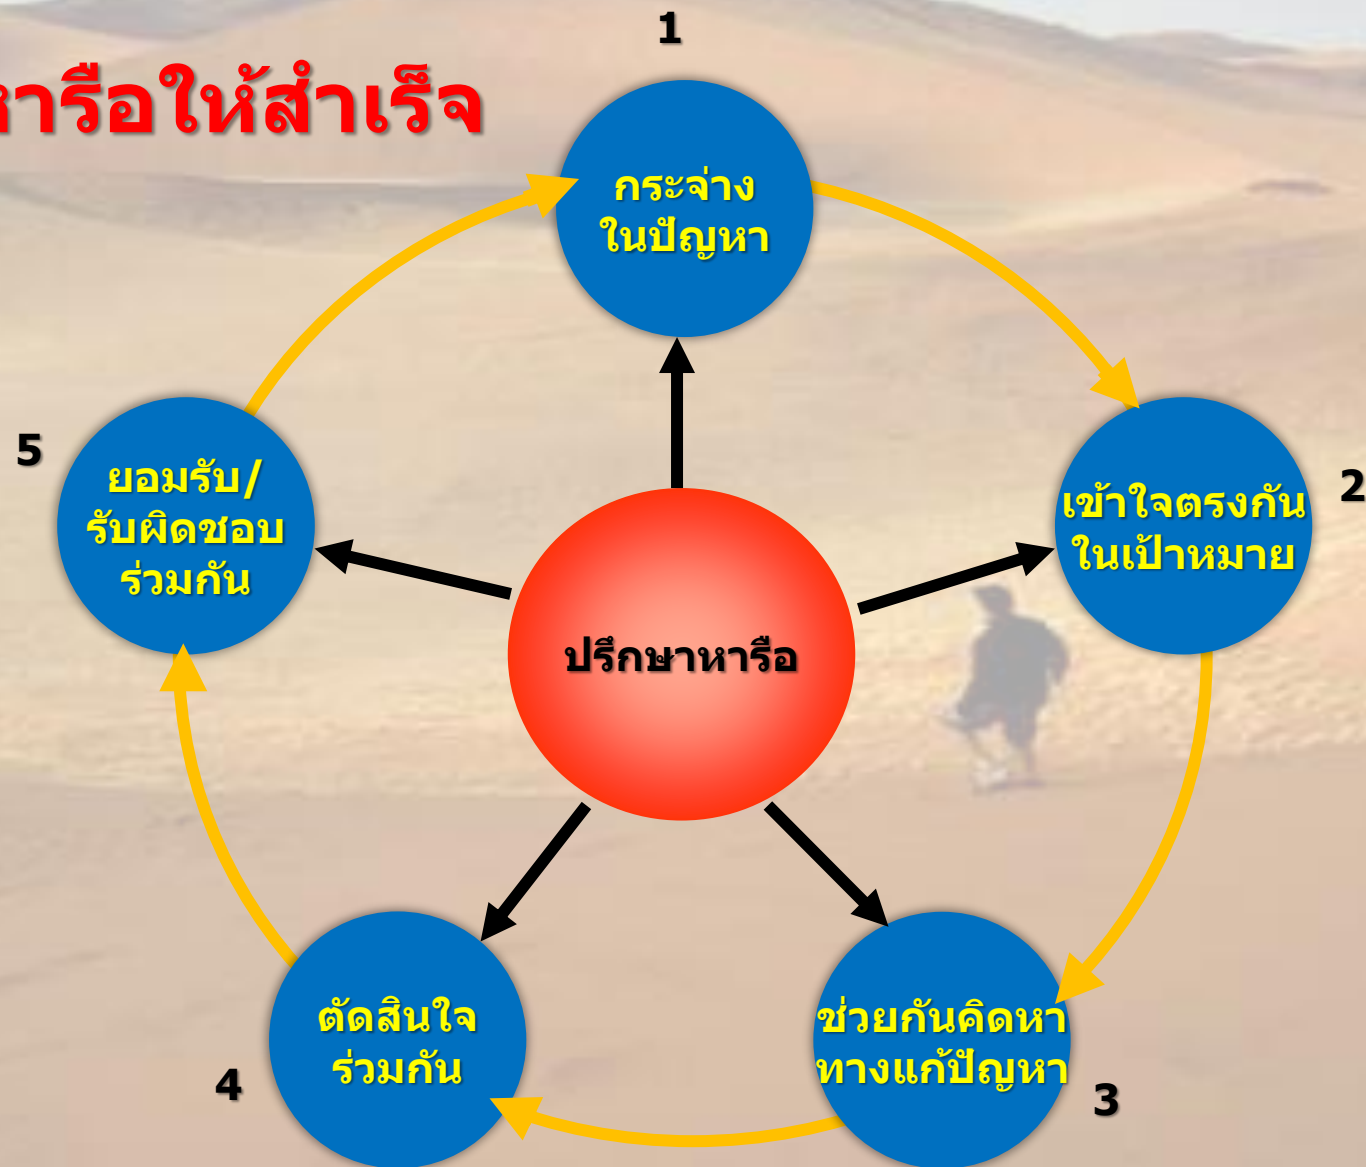 1
หารือให้สำเร็จ
กระจ่าง
ในปัญหา
2
เข้าใจตรงกัน
ในเป้าหมาย
3
ช่วยกันคิดหา
ทางแก้ปัญหา
4
ตัดสินใจ
ร่วมกัน
5
ยอมรับ/
รับผิดชอบ
ร่วมกัน
ปรึกษาหารือ